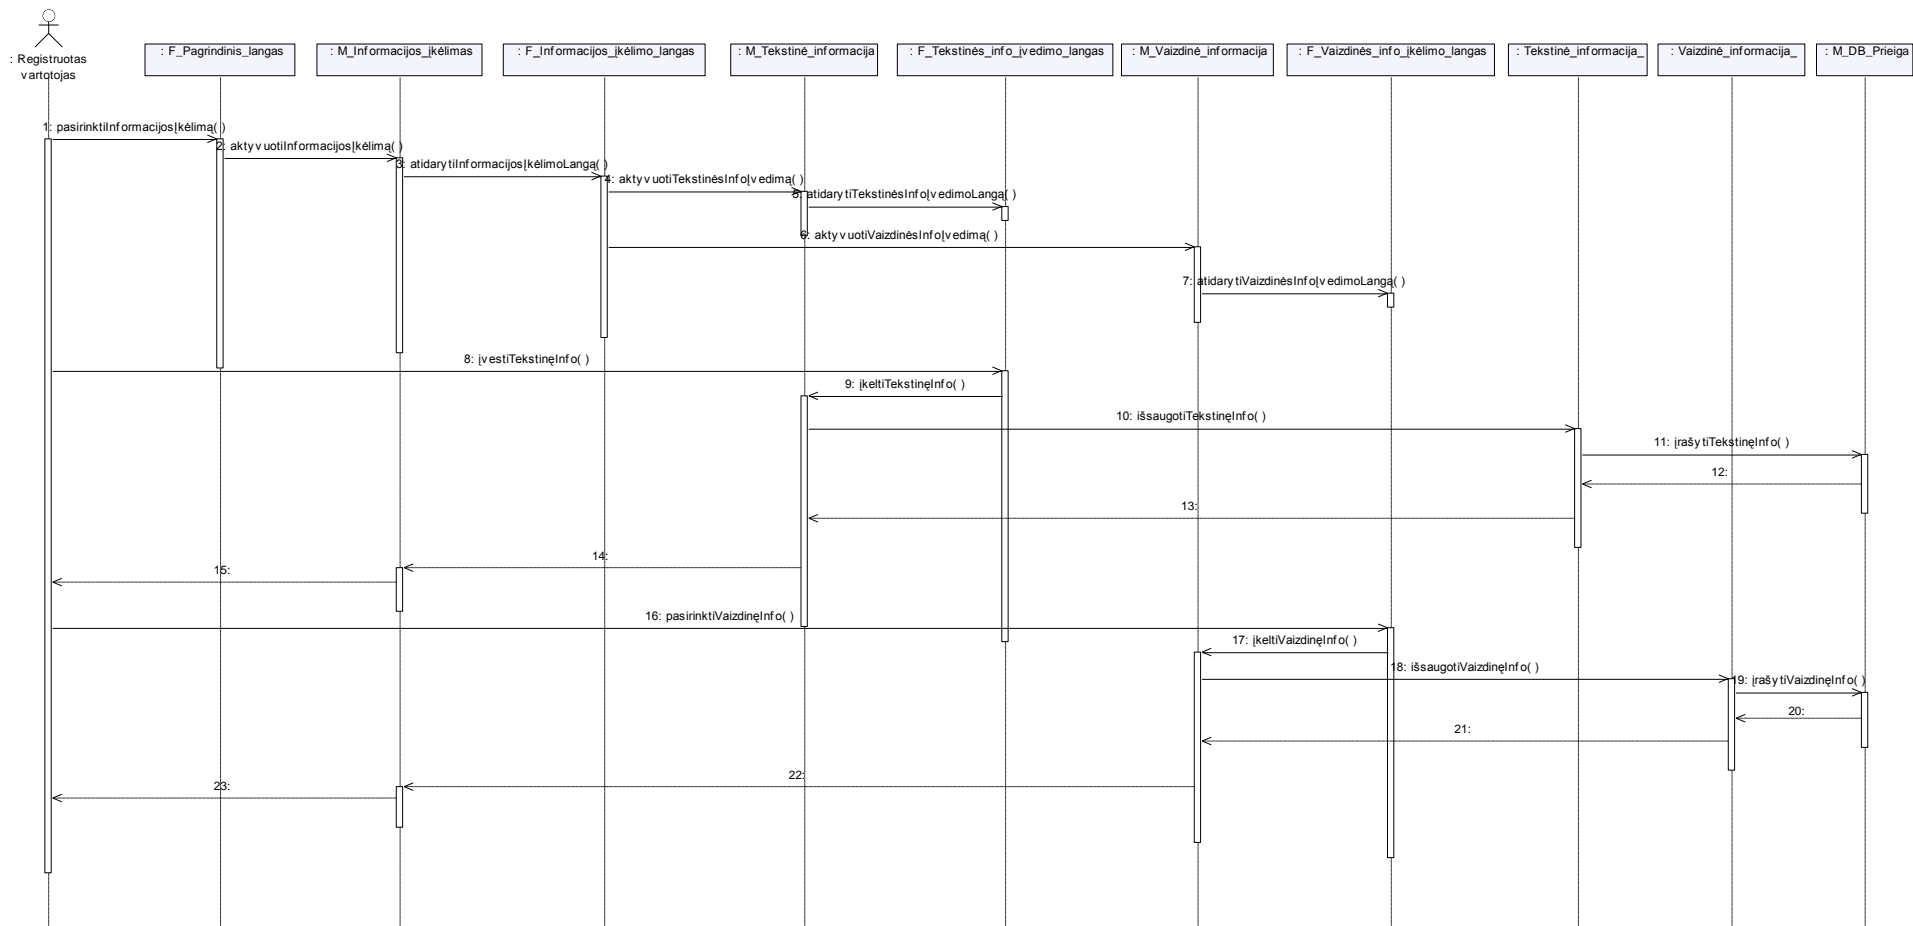 : Registruotas
vartotojas
: F_Pagrindinis_langas
: M_Informacijos_įkėlimas
: F_Informacijos_įkėlimo_langas
: M_Tekstinė_informacija
: F_Tekstinės_info_įvedimo_langas
: M_Vaizdinė_informacija
: F_Vaizdinės_info_įkėlimo_langas
: Tekstinė_informacija_
: Vaizdinė_informacija_
: M_DB_Prieiga
1: pasirinktiInformacijosĮkėlimą( )
2: aktyvuotiInformacijosĮkėlimą( )
3: atidarytiInformacijosĮkėlimoLangą( )
4: aktyvuotiTekstinėsInfoĮvedimą( )
5: atidarytiTekstinėsInfoĮvedimoLangą( )
6: aktyvuotiVaizdinėsInfoĮvedimą( )
7: atidarytiVaizdinėsInfoĮvedimoLangą( )
8: įvestiTekstinęInfo( )
9: įkeltiTekstinęInfo( )
10: išsaugotiTekstinęInfo( )
11: įrašytiTekstinęInfo( )
12:
13:
14:
15:
16: pasirinktiVaizdinęInfo( )
17: įkeltiVaizdinęInfo( )
18: išsaugotiVaizdinęInfo( )
19: įrašytiVaizdinęInfo( )
20:
21:
22:
23: